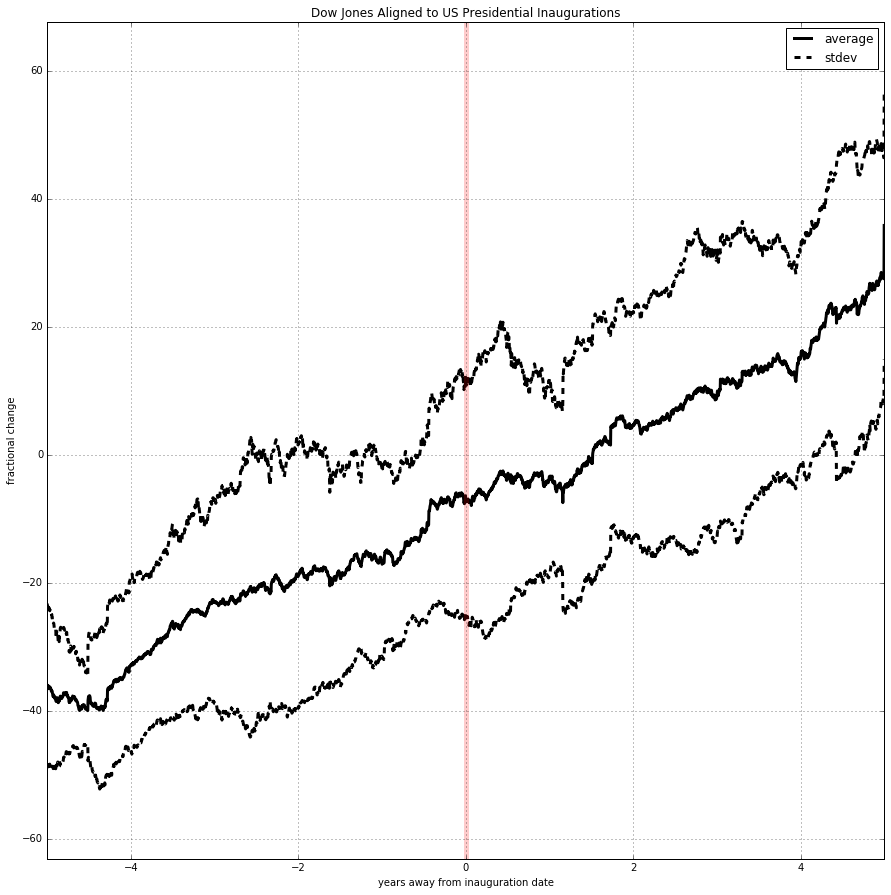 Dow Jones Aligned to US Presidential Inaugurations
average
stdev
60
40
20
0
−20
−40
−60
fractional change
−4
−2
0
2
4
years away from inauguration date